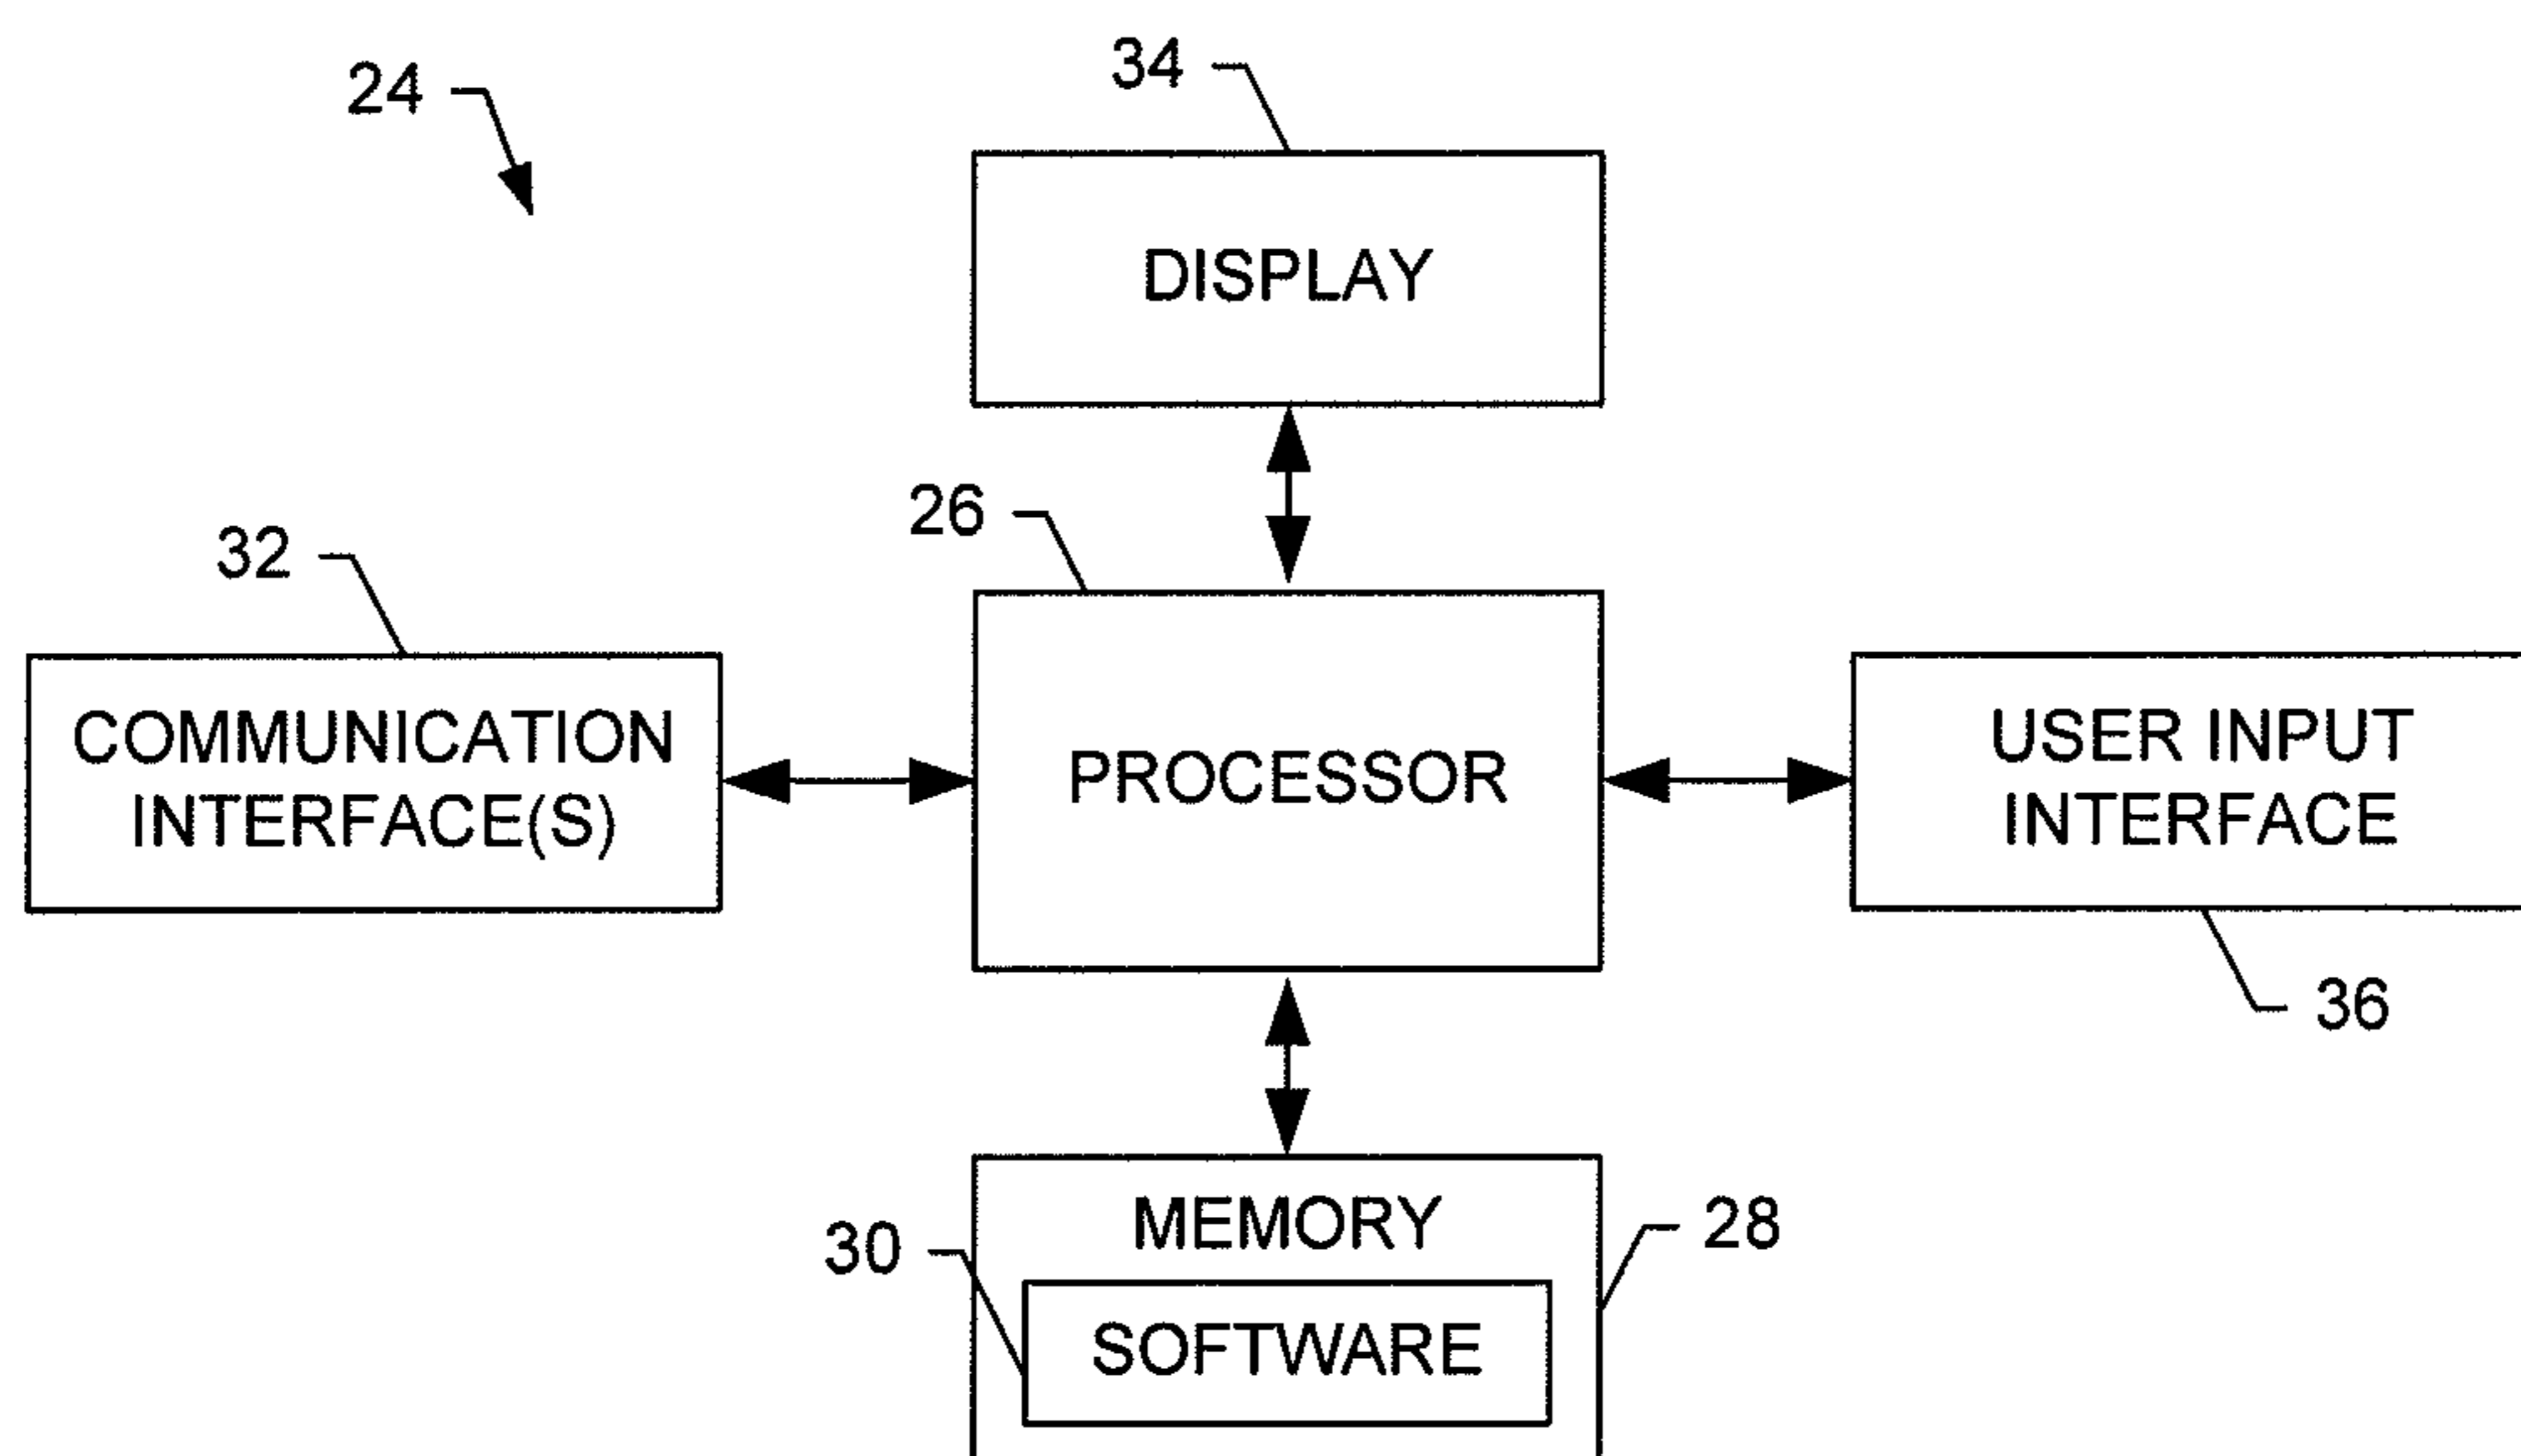 34
24
DISPLAY
26
32
COMMUNICATION
INTERFACE(S)
PROCESSOR
USER INPUT
INTERFACE
36
MEMORY
28
30
SOFTWARE